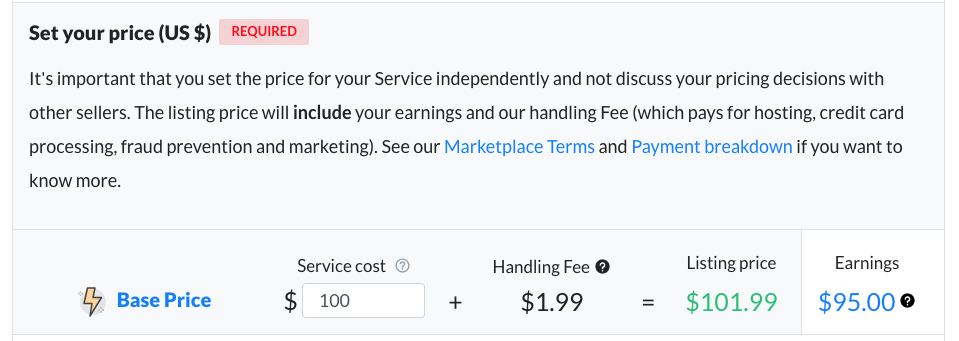 Set your price (US $) REQUIRED
It's important that you set the price for your Service independently and not discuss your pricing decisions with
other sellers. The listing price will include your earnings and our handling Fee (which pays for hosting, credit card
processing, fraud prevention and marketing). See our Marketplace Terms and Payment breakdown if you want to
know more.
Service cost ? Handling Fee ? Listing price Earnings
Base Price $ 100 + $1.99 = $101.99 $95.00 ?